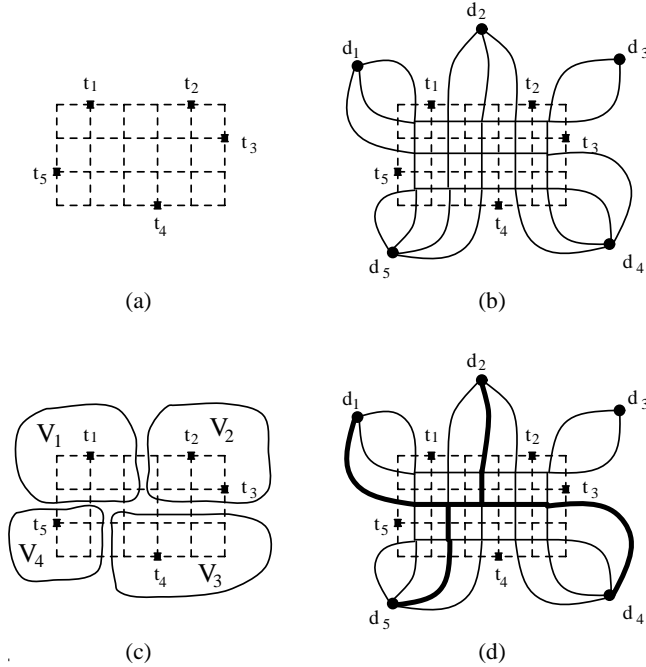 t1 t2
t3
t5
t4
(a)
d1 d2 d3
t1 t2
t3
t5
t4
d5 d4
(b)
V1 t1 t2 V2
t3
t5
V4 t4 V3
(c)
d1 d2 d3
t1 t2
t3
t5
t4
d5 d4
(d)